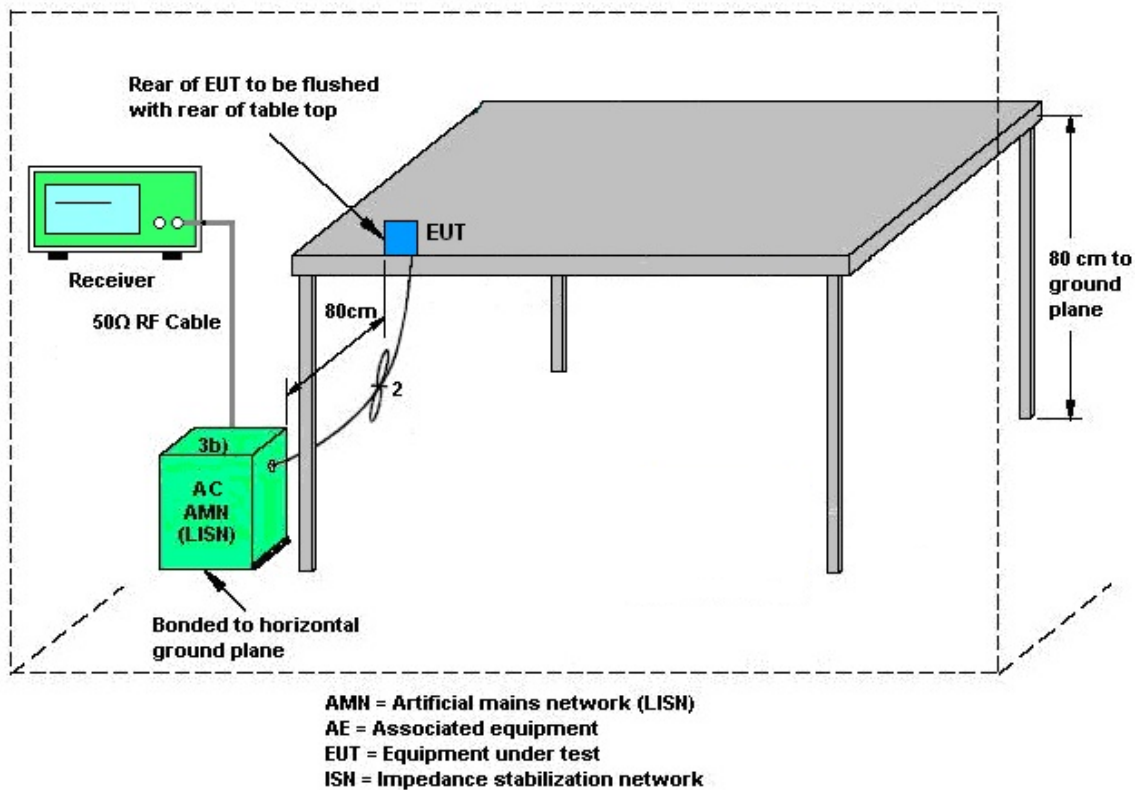 Rear of EUT to be flushed
with rear of table top
EUT
Receiver
50Ω RF Cable
80cm
80 cm to
ground
plane
2
3b)
AC
AMN
(LISN)
Bonded to horizontal
ground plane
AMN = Artificial mains network (LISN)
AE = Associated equipment
EUT = Equipment under test
ISN = Impedance stabilization network